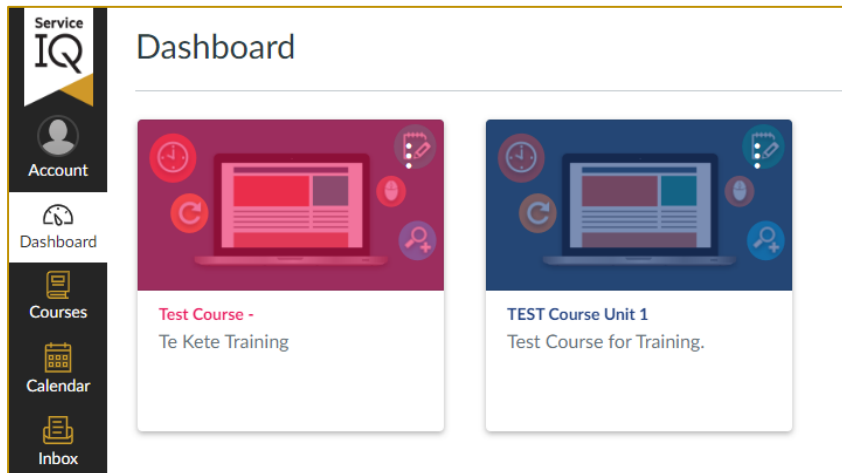 Service
IQ
Dashboard
Account
Dashboard
Courses
Calendar
Inbox
Test Course -
Te Kete Training
TEST Course Unit 1
Test Course for Training.